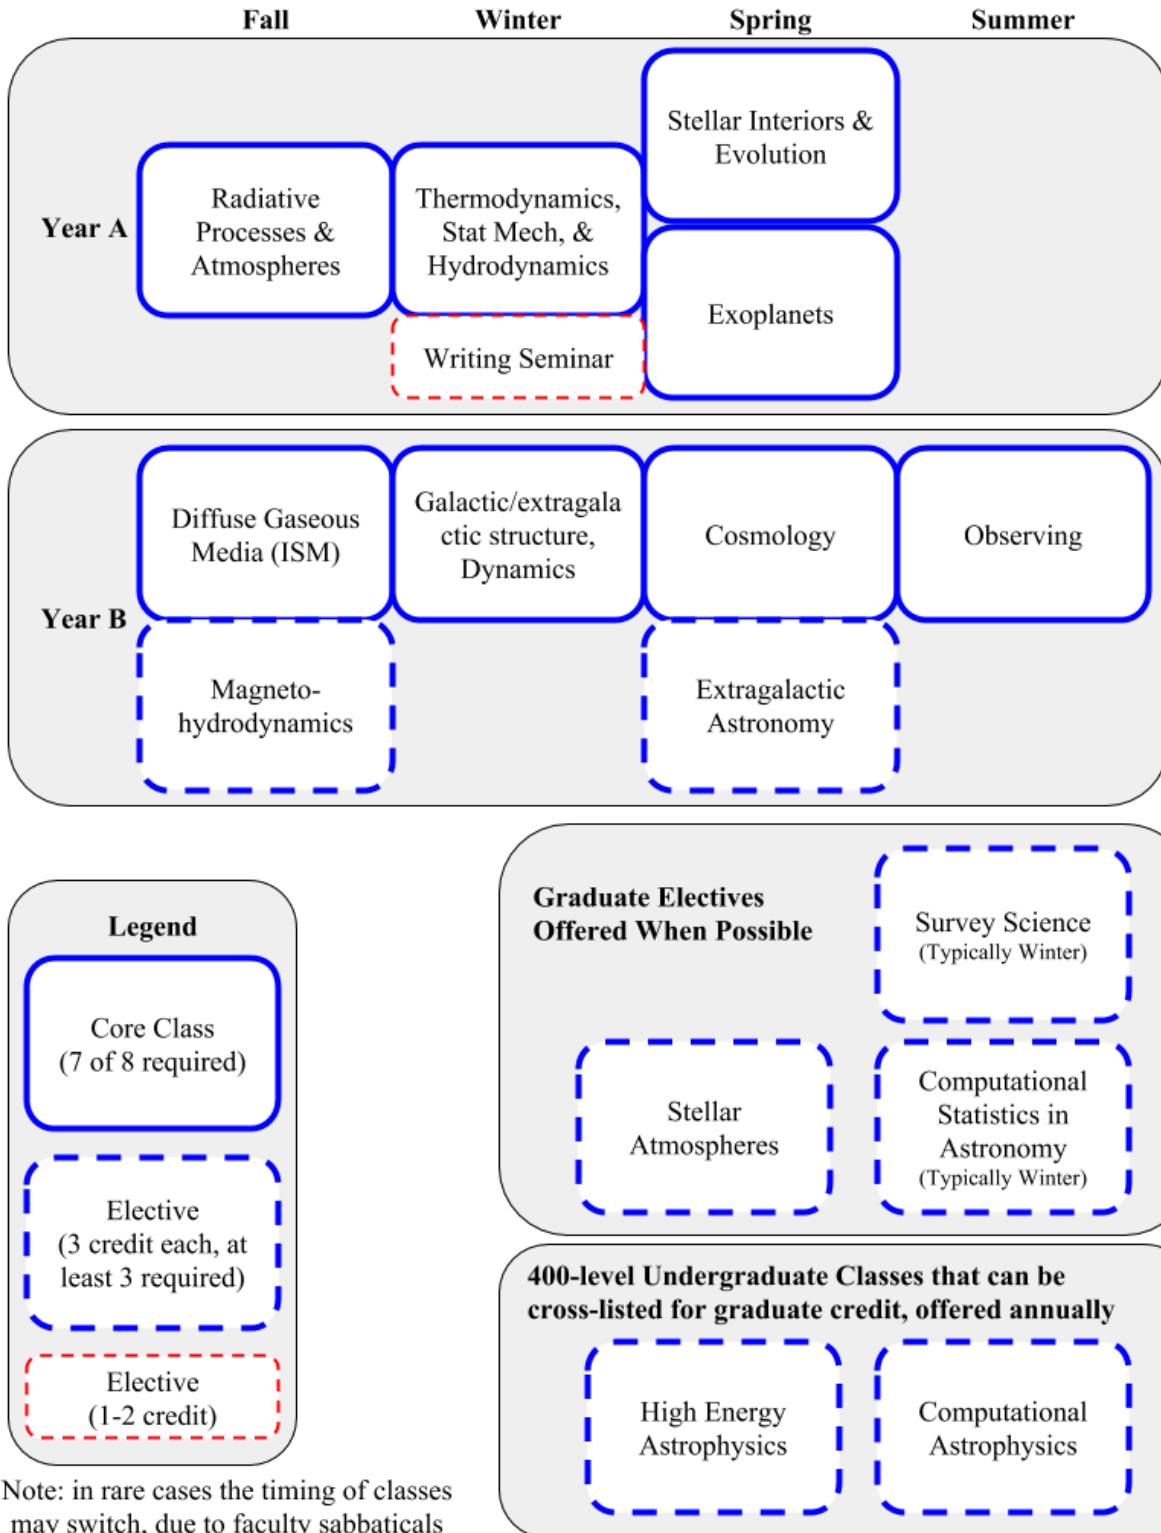 Fall
Winter
Spring
Summer
Year A
Radiative
Processes &
Atmospheres
Thermodynamics,
Stat Mech, &
Hydrodynamics
Writing Seminar
Stellar Interiors &
Evolution
Exoplanets
Year B
Diffuse Gaseous
Media (ISM)
Magneto-
hydrodynamics
Galactic/extragala
ctic structure,
Dynamics
Cosmology
Extragalactic
Astronomy
Observing
Legend
Core Class
(7 of 8 required)
Elective
(3 credit each, at
least 3 required)
Elective
(1-2 credit)
Note: in rare cases the timing of classes
may switch, due to faculty sabbaticals
Graduate Electives
Offered When Possible
Survey Science
(Typically Winter)
Stellar
Atmospheres
Computational
Statistics in
Astronomy
(Typically Winter)
400-level Undergraduate Classes that can be
cross-listed for graduate credit, offered annually
High Energy
Astrophysics
Computational
Astrophysics